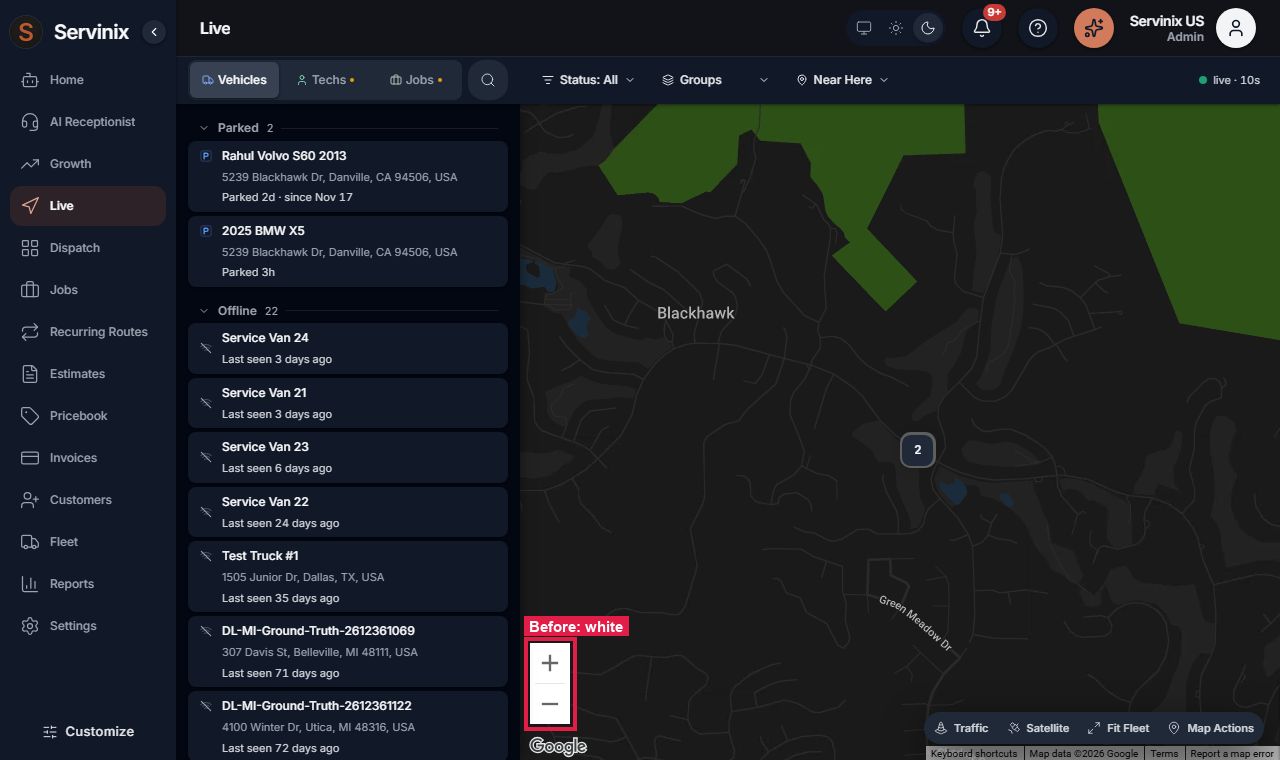 S Servinix
Live
9+
Servinix US
Admin
Home
AI Receptionist
Growth
Live
Dispatch
Jobs
Recurring Routes
Estimates
Pricebook
Invoices
Customers
Fleet
Reports
Settings
Customize
Vehicles
Techs
Jobs
Status: All
Groups
Near Here
live · 10s
Parked 2
P
Rahul Volvo S60 2013
5239 Blackhawk Dr, Danville, CA 94506, USA
Parked 2d · since Nov 17
P
2025 BMW X5
5239 Blackhawk Dr, Danville, CA 94506, USA
Parked 3h
Offline 22
Service Van 24
Last seen 3 days ago
Service Van 21
Last seen 3 days ago
Service Van 23
Last seen 6 days ago
Service Van 22
Last seen 24 days ago
Test Truck #1
1505 Junior Dr, Dallas, TX, USA
Last seen 35 days ago
DL-MI-Ground-Truth-2612361069
307 Davis St, Belleville, MI 48111, USA
Last seen 71 days ago
DL-MI-Ground-Truth-2612361122
4100 Winter Dr, Utica, MI 48316, USA
Last seen 72 days ago
Blackhawk
2
Green Meadow Dr
Before: white
+
−
Google
Traffic
Satellite
Fit Fleet
Map Actions
Keyboard shortcuts
Map data ©2026 Google
Terms
Report a map error